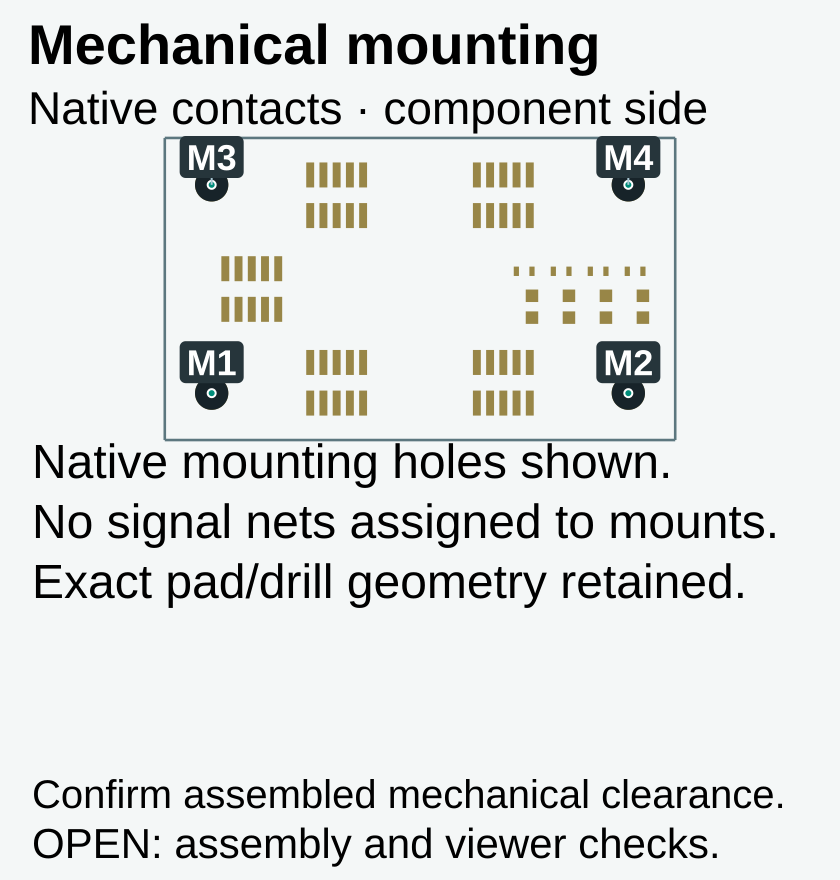 Mechanical mounting
Native contacts · component side
M3 M4
M1 M2
Native mounting holes shown.
No signal nets assigned to mounts.
Exact pad/drill geometry retained.
Confirm assembled mechanical clearance.
OPEN: assembly and viewer checks.